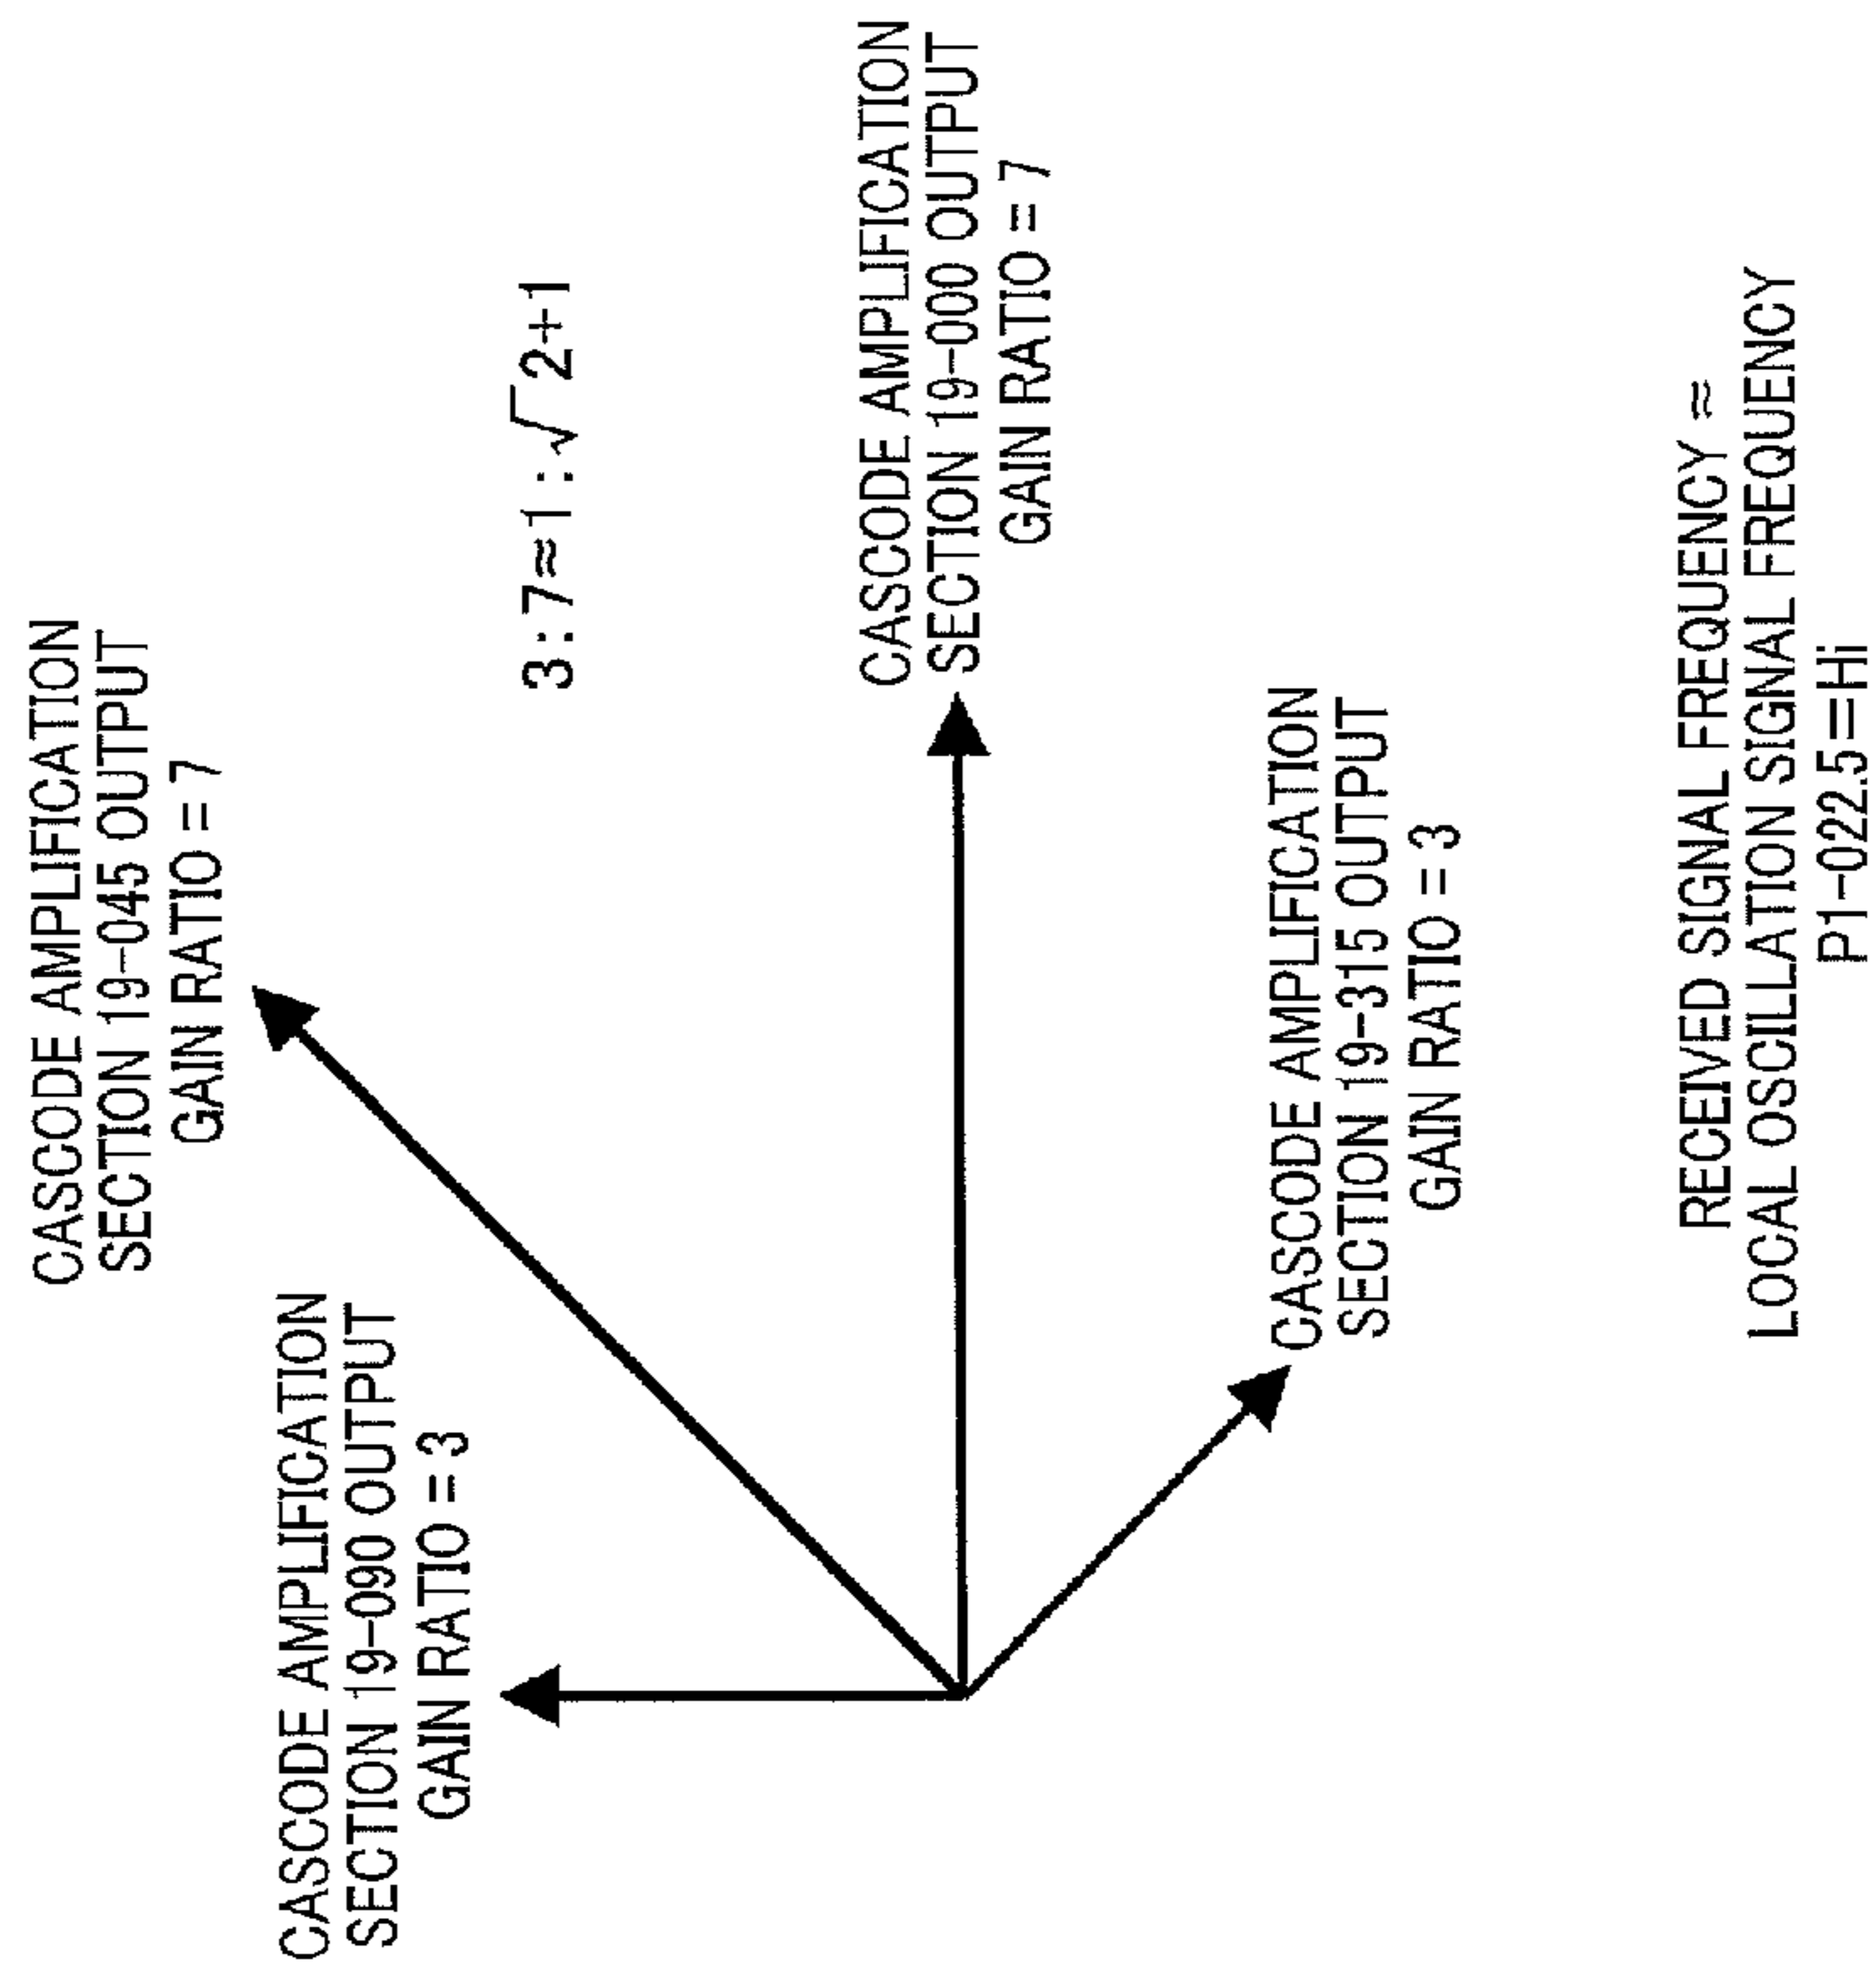 CASCODE AMPLIFICATION
SECTION 19-045 OUTPUT
GAIN RATIO = 7
CASCODE AMPLIFICATION
SECTION 19-090 OUTPUT
GAIN RATIO = 3
3:7≈1:√2+1
CASCODE AMPLIFICATION
SECTION 19-000 OUTPUT
GAIN RATIO = 7
CASCODE AMPLIFICATION
SECTION 19-315 OUTPUT
GAIN RATIO = 3
RECEIVED SIGNAL FREQUENCY ≈
LOCAL OSCILLATION SIGNAL FREQUENCY
P1-022.5=Hi